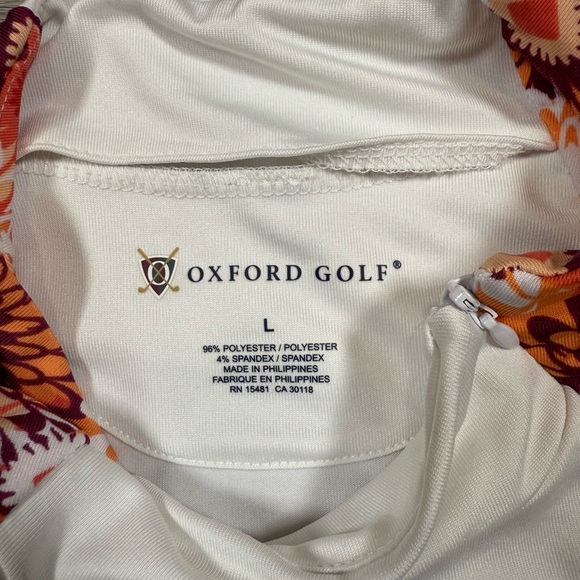 O OXFORD GOLF®
L
96% POLYESTER / POLYESTER
4% SPANDEX / SPANDEX
MADE IN PHILIPPINES
FABRIQUE EN PHILIPPINES
RN 15481 CA 30118